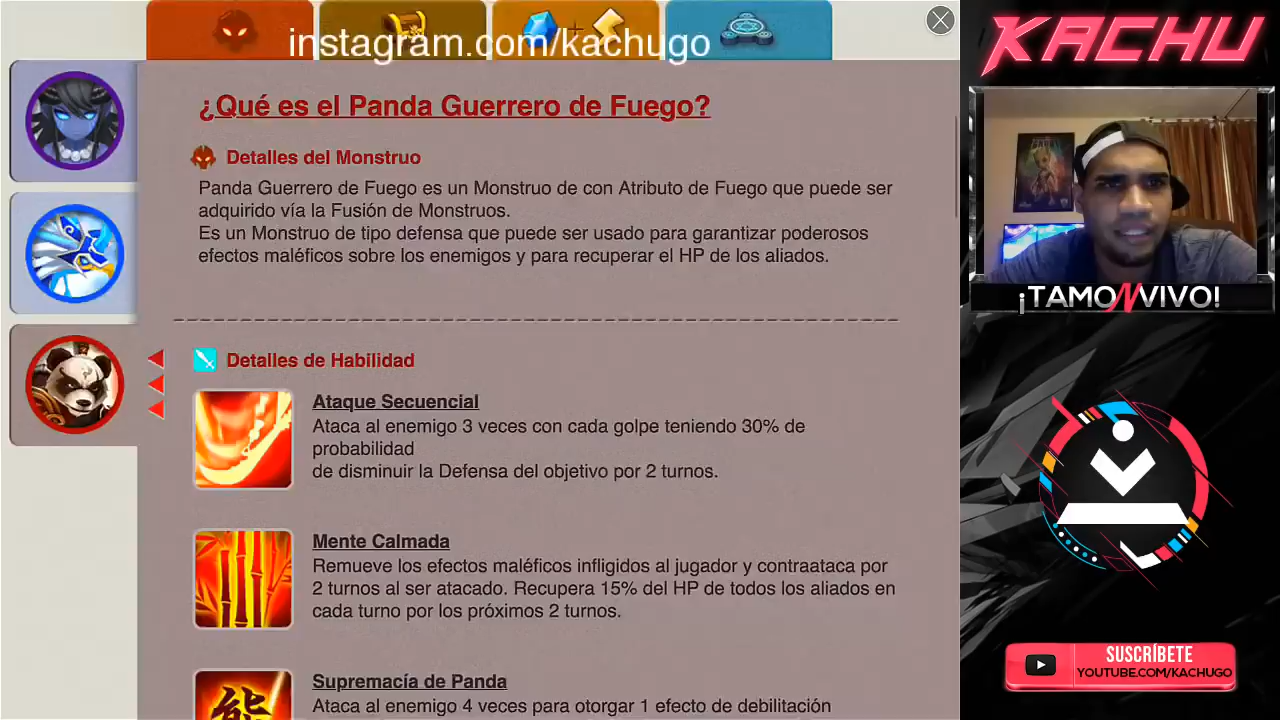 instagram.com/kachugo
KACHU
¿Qué es el Panda Guerrero de Fuego?
Detalles del Monstruo
Panda Guerrero de Fuego es un Monstruo de con Atributo de Fuego que puede ser
adquirido vía la Fusión de Monstruos.
Es un Monstruo de tipo defensa que puede ser usado para garantizar poderosos
efectos maléficos sobre los enemigos y para recuperar el HP de los aliados.
¡TAMO N VIVO!
Detalles de Habilidad
Ataque Secuencial
Ataca al enemigo 3 veces con cada golpe teniendo 30% de
probabilidad
de disminuir la Defensa del objetivo por 2 turnos.
Mente Calmada
Remueve los efectos maléficos infligidos al jugador y contraataca por
2 turnos al ser atacado. Recupera 15% del HP de todos los aliados en
cada turno por los próximos 2 turnos.
Supremacía de Panda
Ataca al enemigo 4 veces para otorgar 1 efecto de debilitación
熊
SUSCRÍBETE
YOUTUBE.COM/KACHUGO